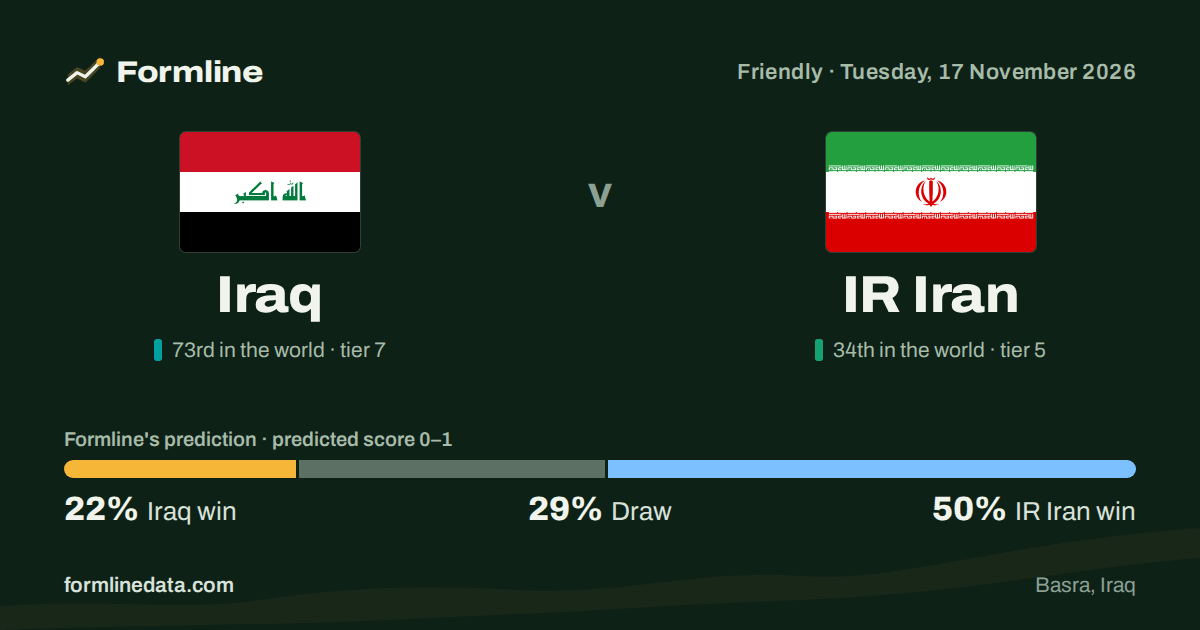 Formline
Friendly · Tuesday, 17 November 2026
الله اكبر
V
Iraq
IR Iran
73rd in the world · tier 7
34th in the world · tier 5
Formline's prediction · predicted score 0–1
22% Iraq win
29% Draw
50% IR Iran win
formlinedata.com
Basra, Iraq